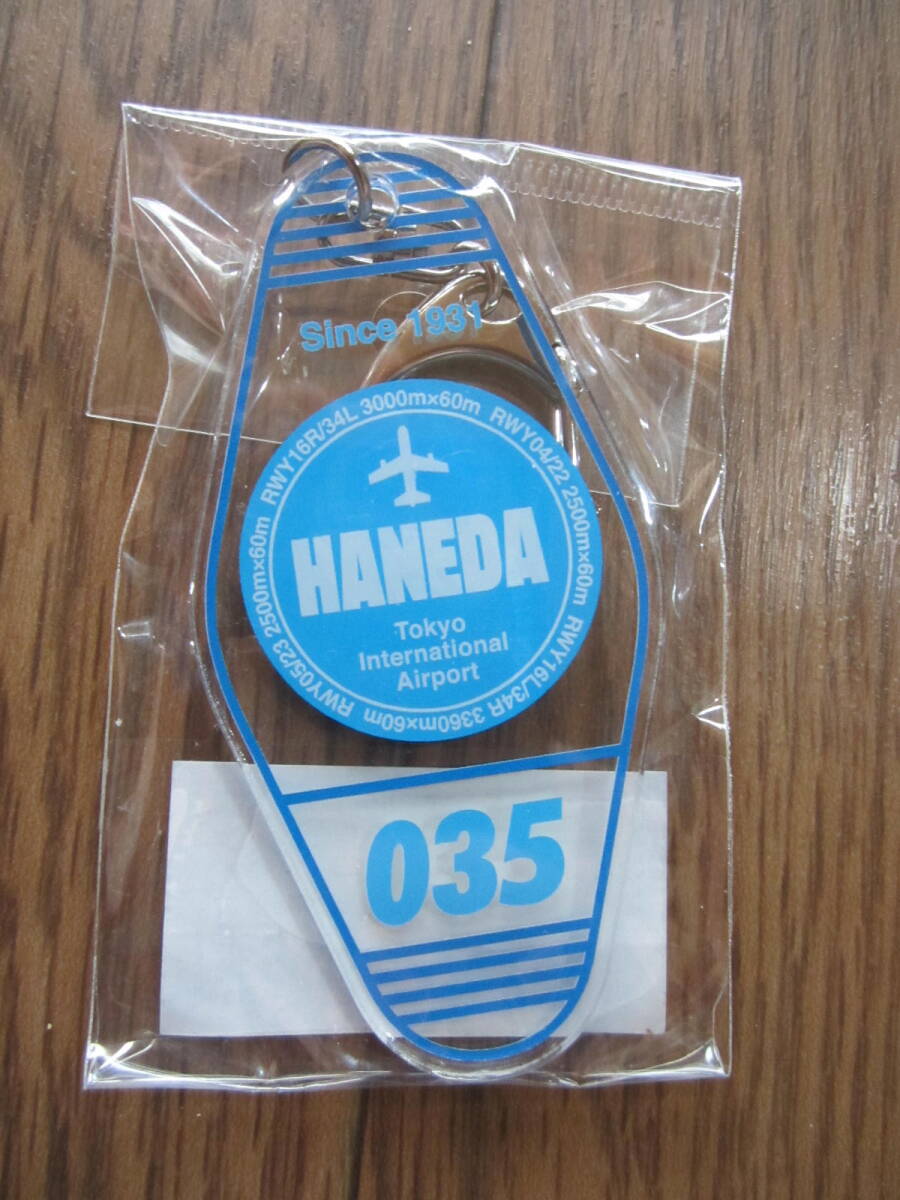 Since 1931
RWY16R/34L 3000m×60m RWY04/22 2500m×60m RWY16L/34R 3360m×60m RWY05/23 2500m×60m
HANEDA
Tokyo
International
Airport
035